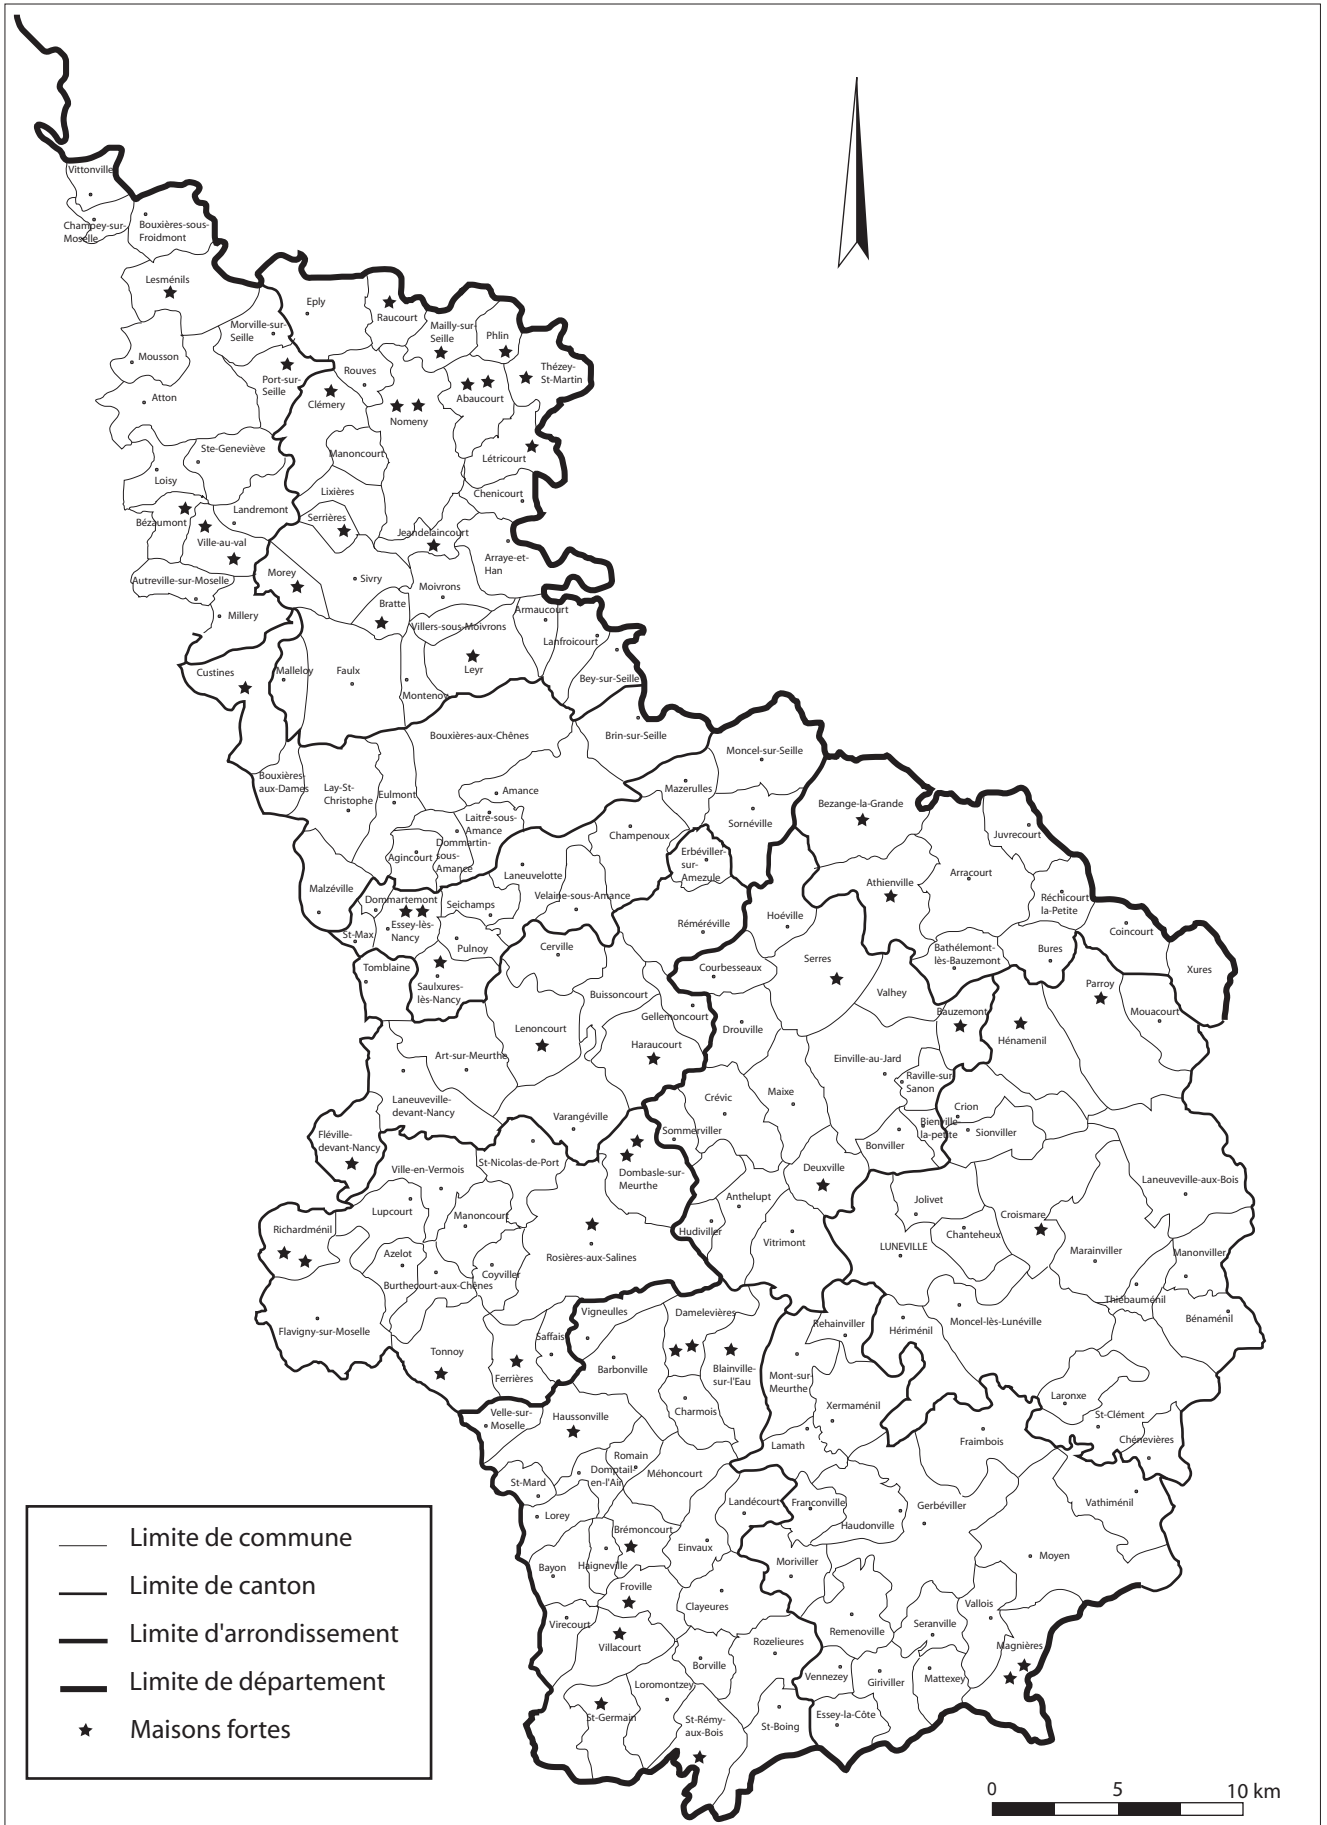 Vittonville
Champey-sur-
Moselle
Bouxières-sous-
Froidmont
Lesménils
Eply
Raucourt
Morville-sur-
Seille
Mailly-sur-
Seille
Phlin
Mousson
Port-sur-
Seille
Rouves
Thézey-
St-Martin
Atton
Clémery
Abaucourt
Nomeny
Ste-Geneviève
Manoncourt
Létricourt
Loisy
Lixières
Chenicourt
Bézaumont
Landremont
Serrières
Ville-au-val
Jeandelaincourt
Arraye-et-
Han
Autreville-sur-Moselle
Morey
Sivry
Moivrons
Millery
Bratte
Armaucourt
Villers-sous-Moivrons
Lanfroicourt
Custines
Malleloy
Faulx
Leyr
Bey-sur-Seille
Montenoy
Bouxières-aux-Chênes
Brin-sur-Seille
Moncel-sur-Seille
Bouxières-
aux-Dames
Lay-St-
Christophe
Eulmont
Amance
Mazerulles
Bezange-la-Grande
Laitre-sous-
Amance
Sornéville
Juvrecourt
Champenoux
Agincourt
Dommartin-
sous-
Amance
Erbéviller-
sur-
Amezule
Laneuvelotte
Athienville
Arracourt
Malzéville
Dommartemont
Seichamps
Velaine-sous-Amance
Réchicourt
la-Petite
Essey-lès-
Nancy
Réméréville
Hoéville
Coincourt
St-Max
Pulnoy
Cerville
Serres
Bathélemont-
lès-Bauzemont
Bures
Tomblaine
Saulxures-
lès-Nancy
Courbesseaux
Xures
Buissoncourt
Valhey
Parroy
Gellemoncourt
Bauzemont
Mouacourt
Lenoncourt
Drouville
Hénamenil
Haraucourt
Art-sur-Meurthe
Einville-au-Jard
Raville-sur
Sanon
Laneuveville-
devant-Nancy
Crévic
Maixe
Crion
Varangéville
Sommerviller
Bienville
la-petite
Sionviller
Fléville-
devant-Nancy
Bonviller
St-Nicolas-de-Port
Ville-en-Vermois
Dombasle-sur-
Meurthe
Deuxville
Laneuveville-aux-Bois
Lupcourt
Anthelupt
Jolivet
Manoncourt
Croismare
Richardménil
Hudiviller
Chanteheux
Azelot
Rosières-aux-Salines
Vitrimont
LUNEVILLE
Marainviller
Manonviller
Coyviller
Burthecourt-aux-Chênes
Thiébauménil
Flavigny-sur-Moselle
Vigneulles
Damelevières
Rehainviller
Hériménil
Moncel-lès-Lunéville
Bénaménil
Saffais
Tonnoy
Barbonville
Blainville-
sur-l'Eau
Ferrières
Mont-sur-
Meurthe
Laronxe
Velle-sur-
Moselle
Haussonville
Charmois
Xermaménil
St-Clément
Fraimbois
Chénevières
Lamath
Romain
St-Mard
Domptail-
en-l'Air
Méhoncourt
Landécourt
Franconville
Gerbéviller
Vathiménil
Lorey
Haudonville
Brémoncourt
Einvaux
Bayon
Haigneville
Moriviller
Moyen
Froville
Clayeures
Vallois
Virecourt
Remenoville
Seranville
Villacourt
Rozelieures
Magnières
Borville
Vennezey
Giriviller
Mattexey
Loromontzey
St-Germain
St-Rémy-
aux-Bois
St-Boing
Essey-la-Côte
Limite de commune
Limite de canton
Limite d'arrondissement
Limite de département
Maisons fortes
0 5 10 km